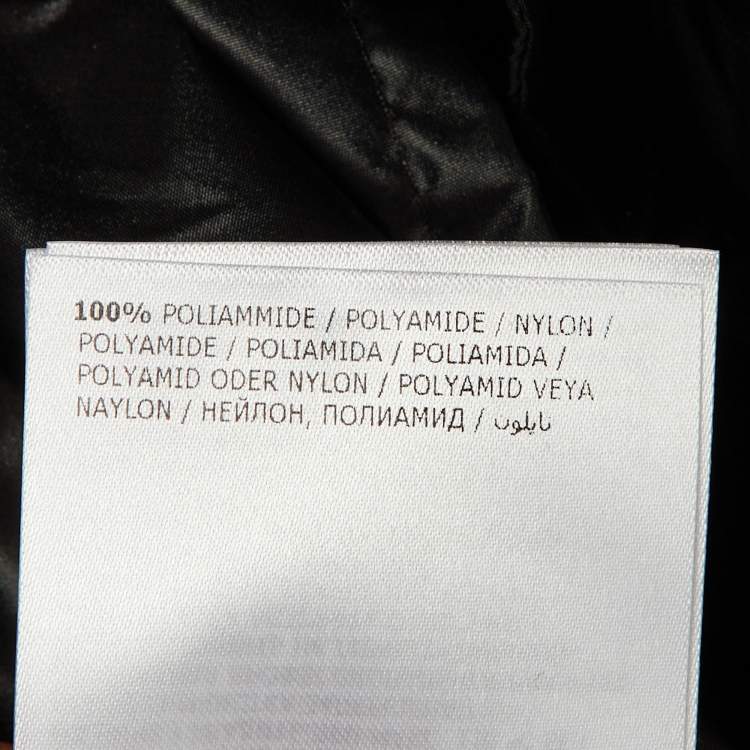 100% POLIAMMIDE / POLYAMIDE / NYLON /
POLYAMIDE / POLIAMIDA / POLIAMIDA /
POLYAMID ODER NYLON / POLYAMID VEYA
NAYLON / НЕЙЛОН, ПОЛИАМИД / نايلون